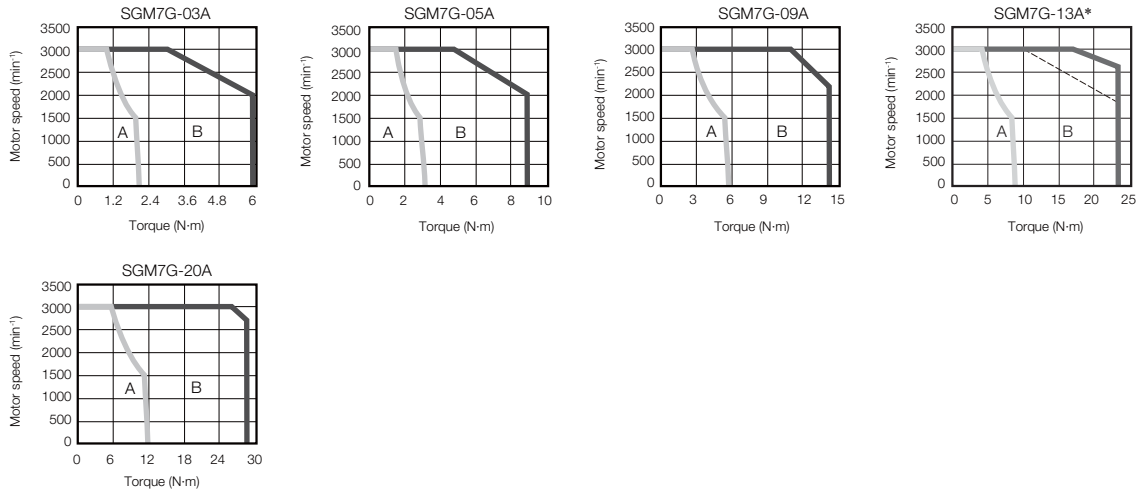 SGM7G-03A
Motor speed (min⁻¹)
3500
3000
2500
2000
1500
1000
500
0
A
B
0 1.2 2.4 3.6 4.8 6
Torque (N·m)
SGM7G-05A
Motor speed (min⁻¹)
3500
3000
2500
2000
1500
1000
500
0
A
B
0 2 4 6 8 10
Torque (N·m)
SGM7G-09A
Motor speed (min⁻¹)
3500
3000
2500
2000
1500
1000
500
0
A
B
0 3 6 9 12 15
Torque (N·m)
SGM7G-13A*
Motor speed (min⁻¹)
3500
3000
2500
2000
1500
1000
500
0
A
B
0 5 10 15 20 25
Torque (N·m)
SGM7G-20A
Motor speed (min⁻¹)
3500
3000
2500
2000
1500
1000
500
0
A
B
0 6 12 18 24 30
Torque (N·m)